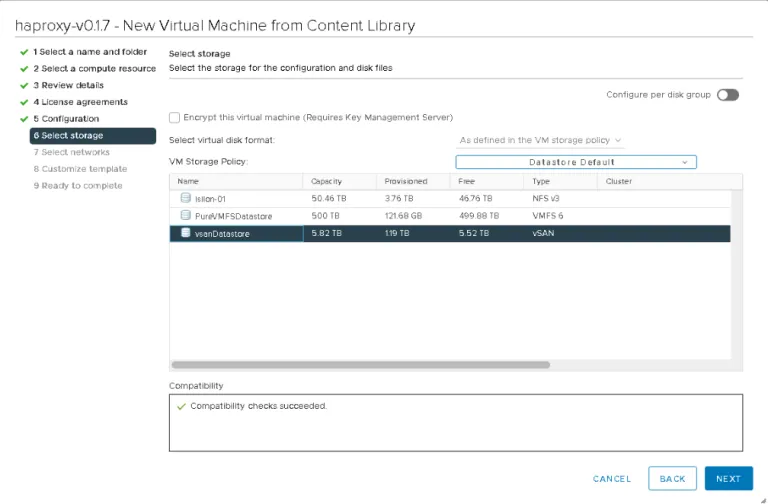 haproxy-v0.1.7 - New Virtual Machine from Content Library
1 Select a name and folder
2 Select a compute resource
3 Review details
4 License agreements
5 Configuration
6 Select storage
7 Select networks
8 Customize template
9 Ready to complete
Select storage
Select the storage for the configuration and disk files
Configure per disk group
Encrypt this virtual machine (Requires Key Management Server)
Select virtual disk format: As defined in the VM storage policy
VM Storage Policy: Datastore Default
Name Capacity Provisioned Free Type Cluster
isilon-01 50.46 TB 3.76 TB 46.76 TB NFS v3
PureVMFSDatastore 500 TB 121.68 GB 499.88 TB VMFS 6
vsanDatastore 5.82 TB 1.19 TB 5.52 TB vSAN
Compatibility
Compatibility checks succeeded.
CANCEL BACK NEXT